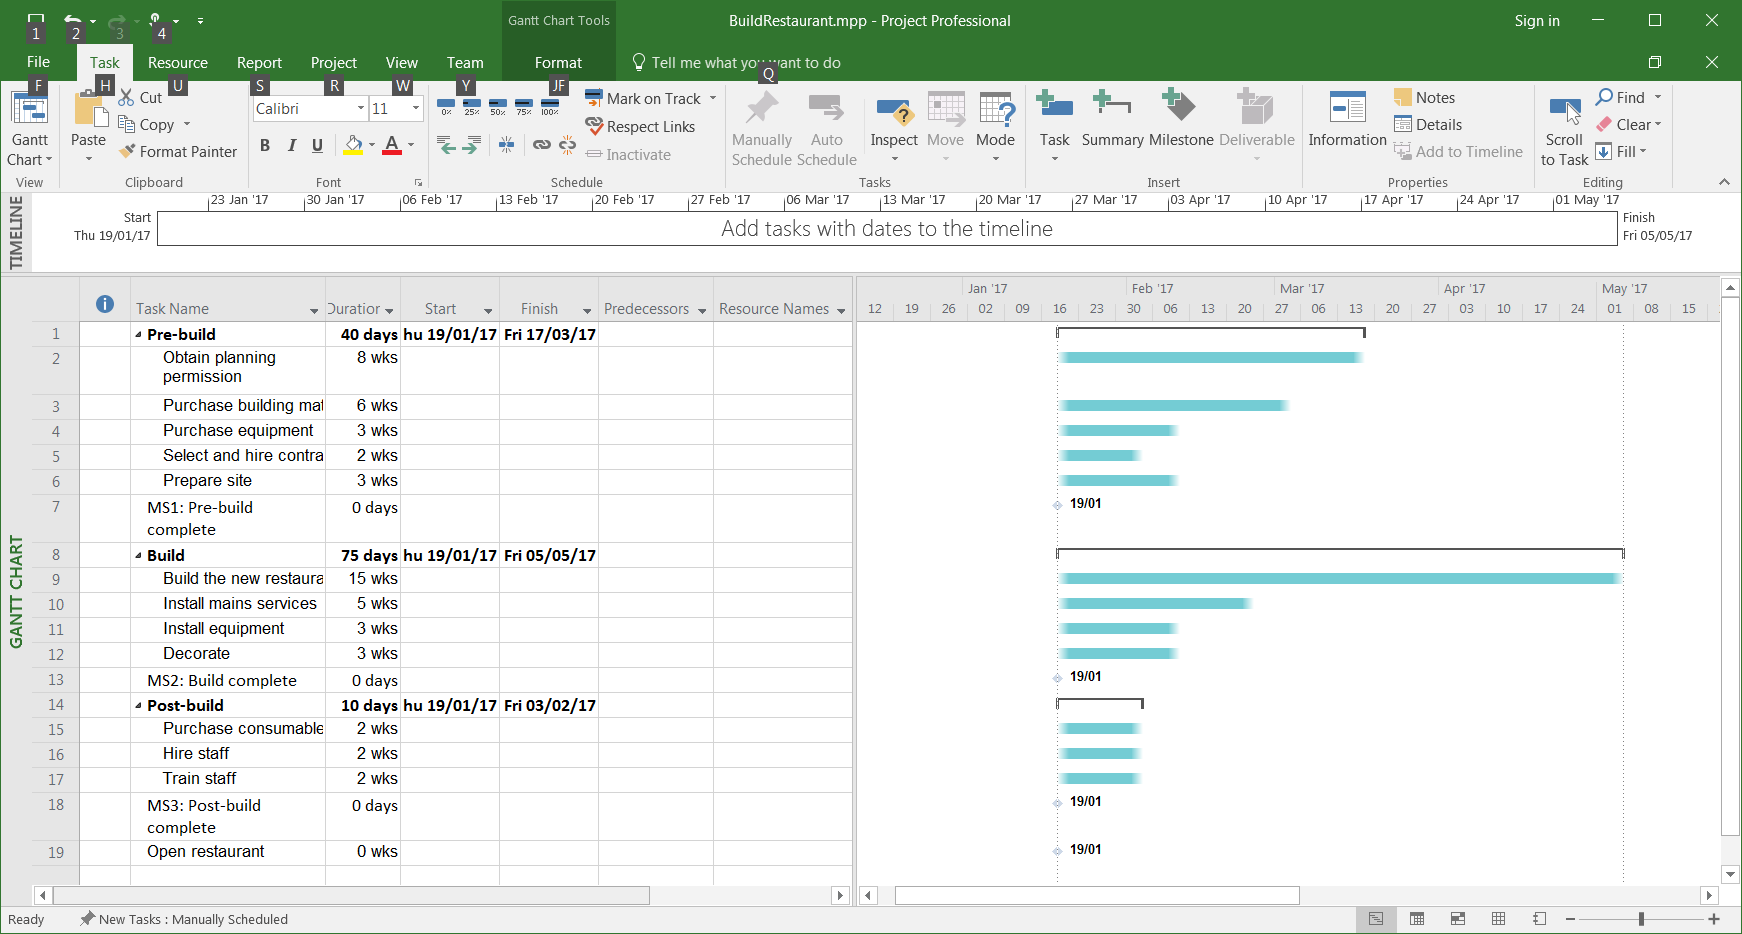 Gantt Chart Tools
BuildRestaurant.mpp - Project Professional
Sign in
1 2 3 4
File Task Resource Report Project View Team Format Tell me what you want to do
F H U S R W Y JF Q
Gantt
Chart
View
Paste
Cut
Copy
Format Painter
Clipboard
Calibri 11
B I U A
Font
0% 25% 50% 75% 100%
Mark on Track
Respect Links
Inactivate
Schedule
Manually
Schedule
Auto
Schedule
Inspect
Move
Mode
Tasks
Task
Summary
Milestone
Deliverable
Insert
Information
Notes
Details
Add to Timeline
Properties
Scroll
to Task
Find
Clear
Fill
Editing
TIMELINE
23 Jan '17 30 Jan '17 06 Feb '17 13 Feb '17 20 Feb '17 27 Feb '17 06 Mar '17 13 Mar '17 20 Mar '17 27 Mar '17 03 Apr '17 10 Apr '17 17 Apr '17 24 Apr '17 01 May '17
Start
Thu 19/01/17
Add tasks with dates to the timeline
Finish
Fri 05/05/17
GANTT CHART
Task Name Duration Start Finish Predecessors Resource Names
Jan '17 Feb '17 Mar '17 Apr '17 May '17
12 19 26 02 09 16 23 30 06 13 20 27 06 13 20 27 03 10 17 24 01 08 15
1 Pre-build 40 days hu 19/01/17 Fri 17/03/17
2 Obtain planning 8 wks
permission
3 Purchase building mat 6 wks
4 Purchase equipment 3 wks
5 Select and hire contra 2 wks
6 Prepare site 3 wks
7 MS1: Pre-build 0 days 19/01
complete
8 Build 75 days hu 19/01/17 Fri 05/05/17
9 Build the new restaura 15 wks
10 Install mains services 5 wks
11 Install equipment 3 wks
12 Decorate 3 wks
13 MS2: Build complete 0 days 19/01
14 Post-build 10 days hu 19/01/17 Fri 03/02/17
15 Purchase consumable 2 wks
16 Hire staff 2 wks
17 Train staff 2 wks
18 MS3: Post-build 0 days 19/01
complete
19 Open restaurant 0 wks 19/01
Ready New Tasks : Manually Scheduled